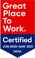 Great
Place
To
Work®
Certified
JUN 2020–MAY 2021
INDIA